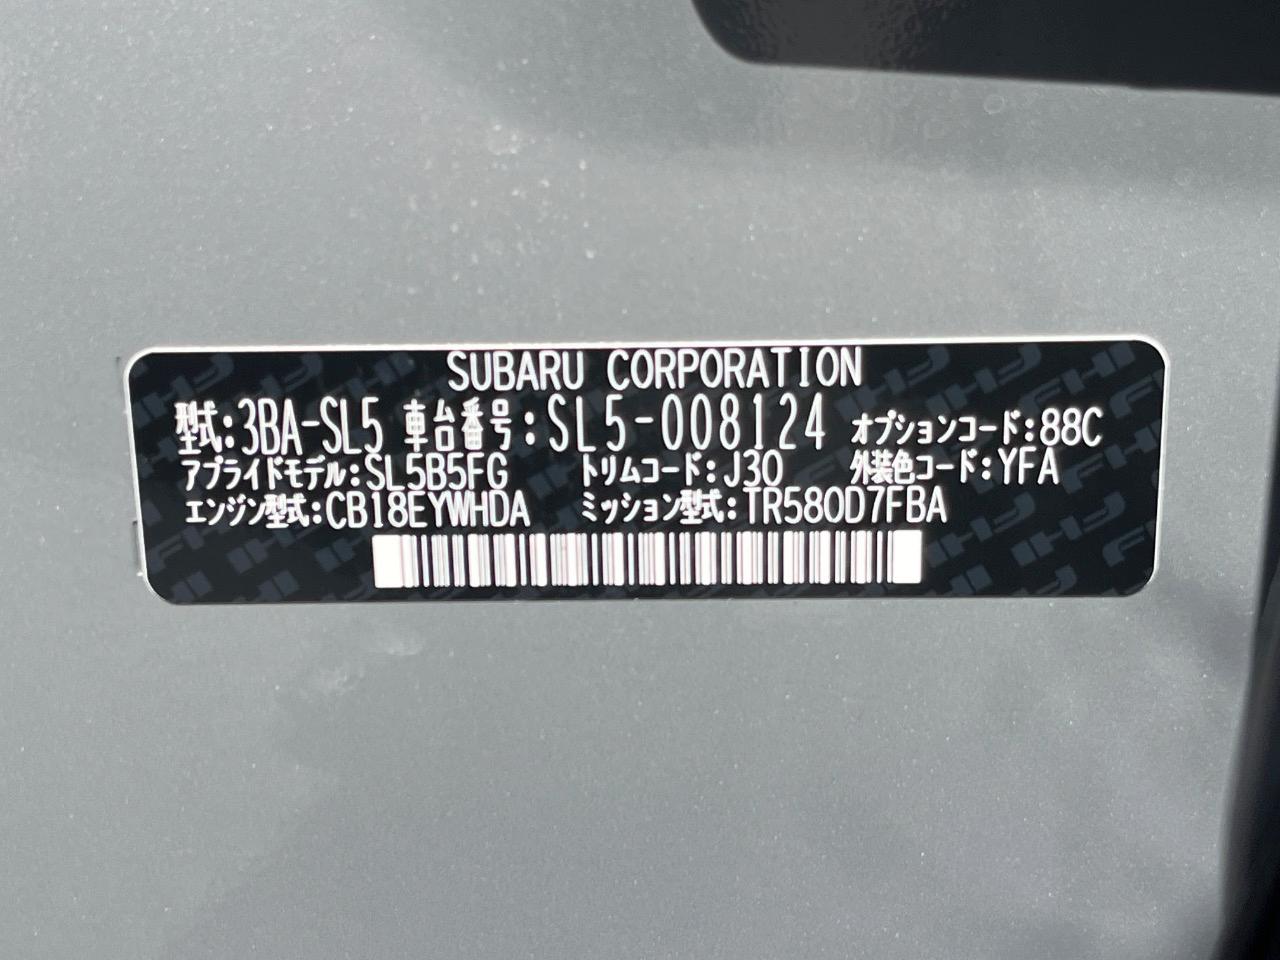 SUBARU CORPORATION
型式:3BA-SL5 車台番号:SL5-008124 オプションコード:88C
アプライドモデル:SL5B5FG トリムコード:J30 外装色コード:YFA
エンジン型式:CB18EYWHDA ミッション型式:TR580D7FBA